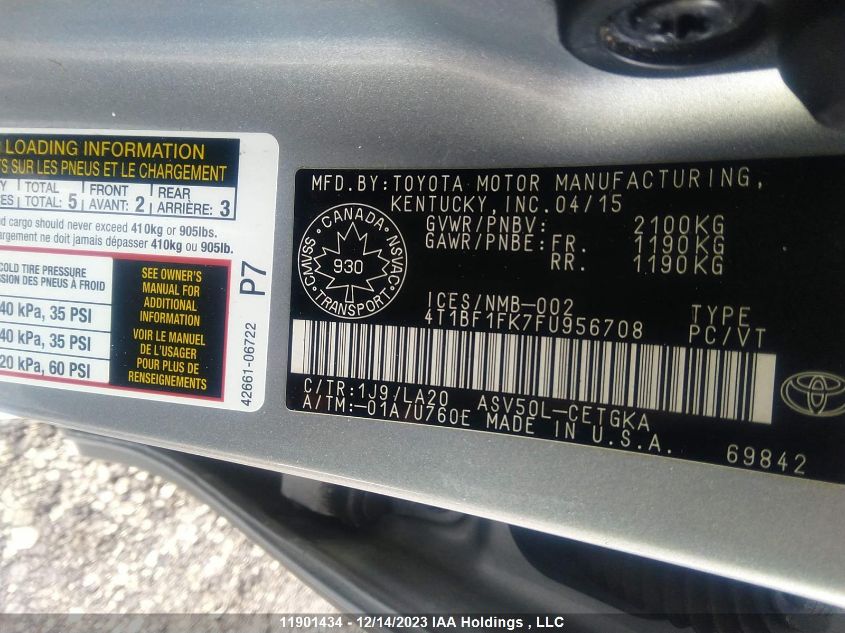 LOADING INFORMATION
TS SUR LES PNEUS ET LE CHARGEMENT
TOTAL FRONT REAR
TOTAL: 5 AVANT: 2 ARRIÈRE: 3
cargo should never exceed 410kg or 905lbs.
ne doit jamais dépasser 410kg ou 905lb.
COLD TIRE PRESSURE
DES PNEUS À FROID
40 kPa, 35 PSI
40 kPa, 35 PSI
20 kPa, 60 PSI
SEE OWNER'S
MANUAL FOR
ADDITIONAL
INFORMATION
VOIR LE MANUEL
DE L'USAGER
POUR PLUS DE
RENSEIGNEMENTS
P7
42661-06722
MFD.BY:TOYOTA MOTOR MANUFACTURING,
KENTUCKY,INC.04/15
GVWR/PNBV: 2100KG
GAWR/PNBE:FR. 1190KG
RR. 1190KG
CANADA
CMVSS NSVAC
930
TRANSPORT
ICES/NMB-002
4T1BF1FK7FU956708
TYPE
PC/VT
C/TR:1J9/LA20 ASV50L-CETGKA
A/TM:-01A/U760E MADE IN U.S.A.
69842
11901434 - 12/14/2023 IAA Holdings , LLC